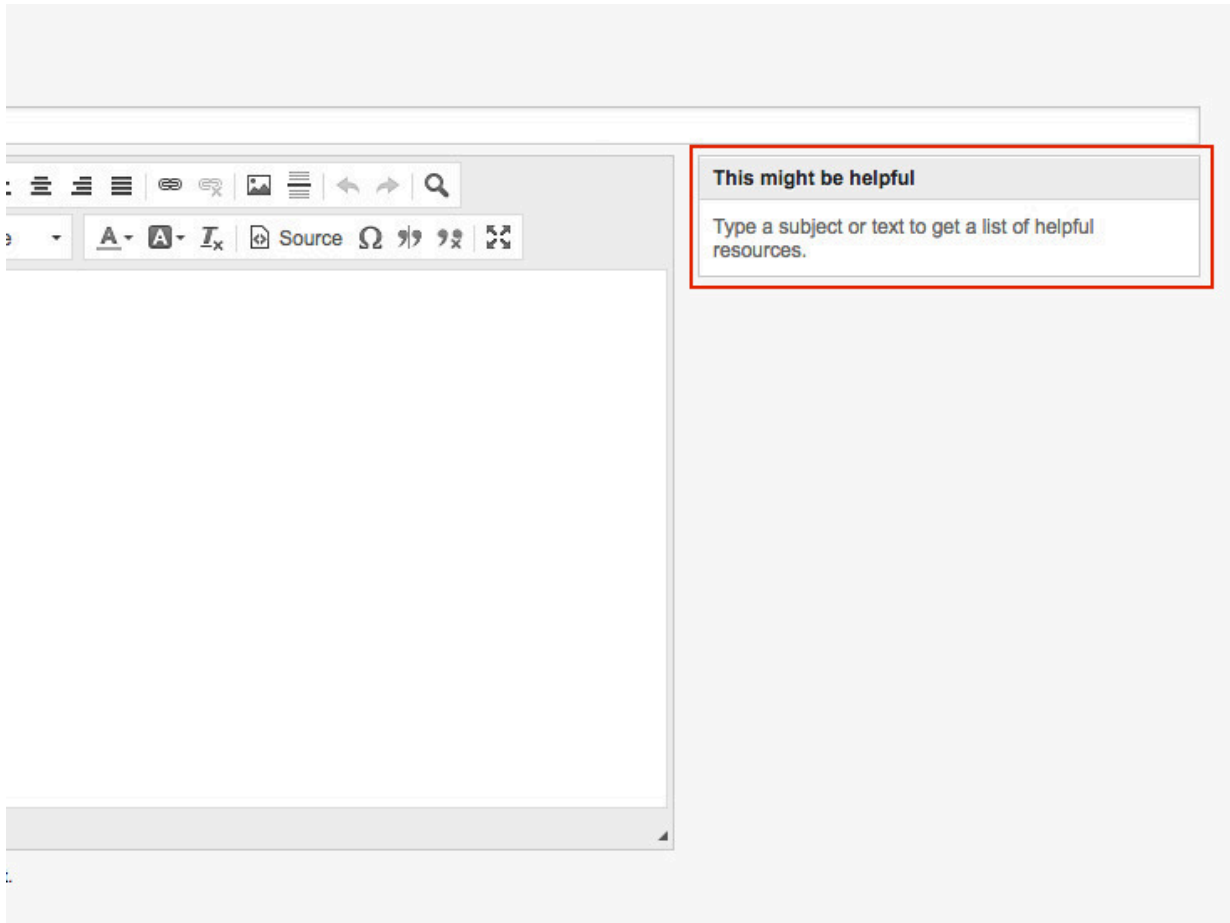 This might be helpful
Type a subject or text to get a list of helpful
resources.
Source